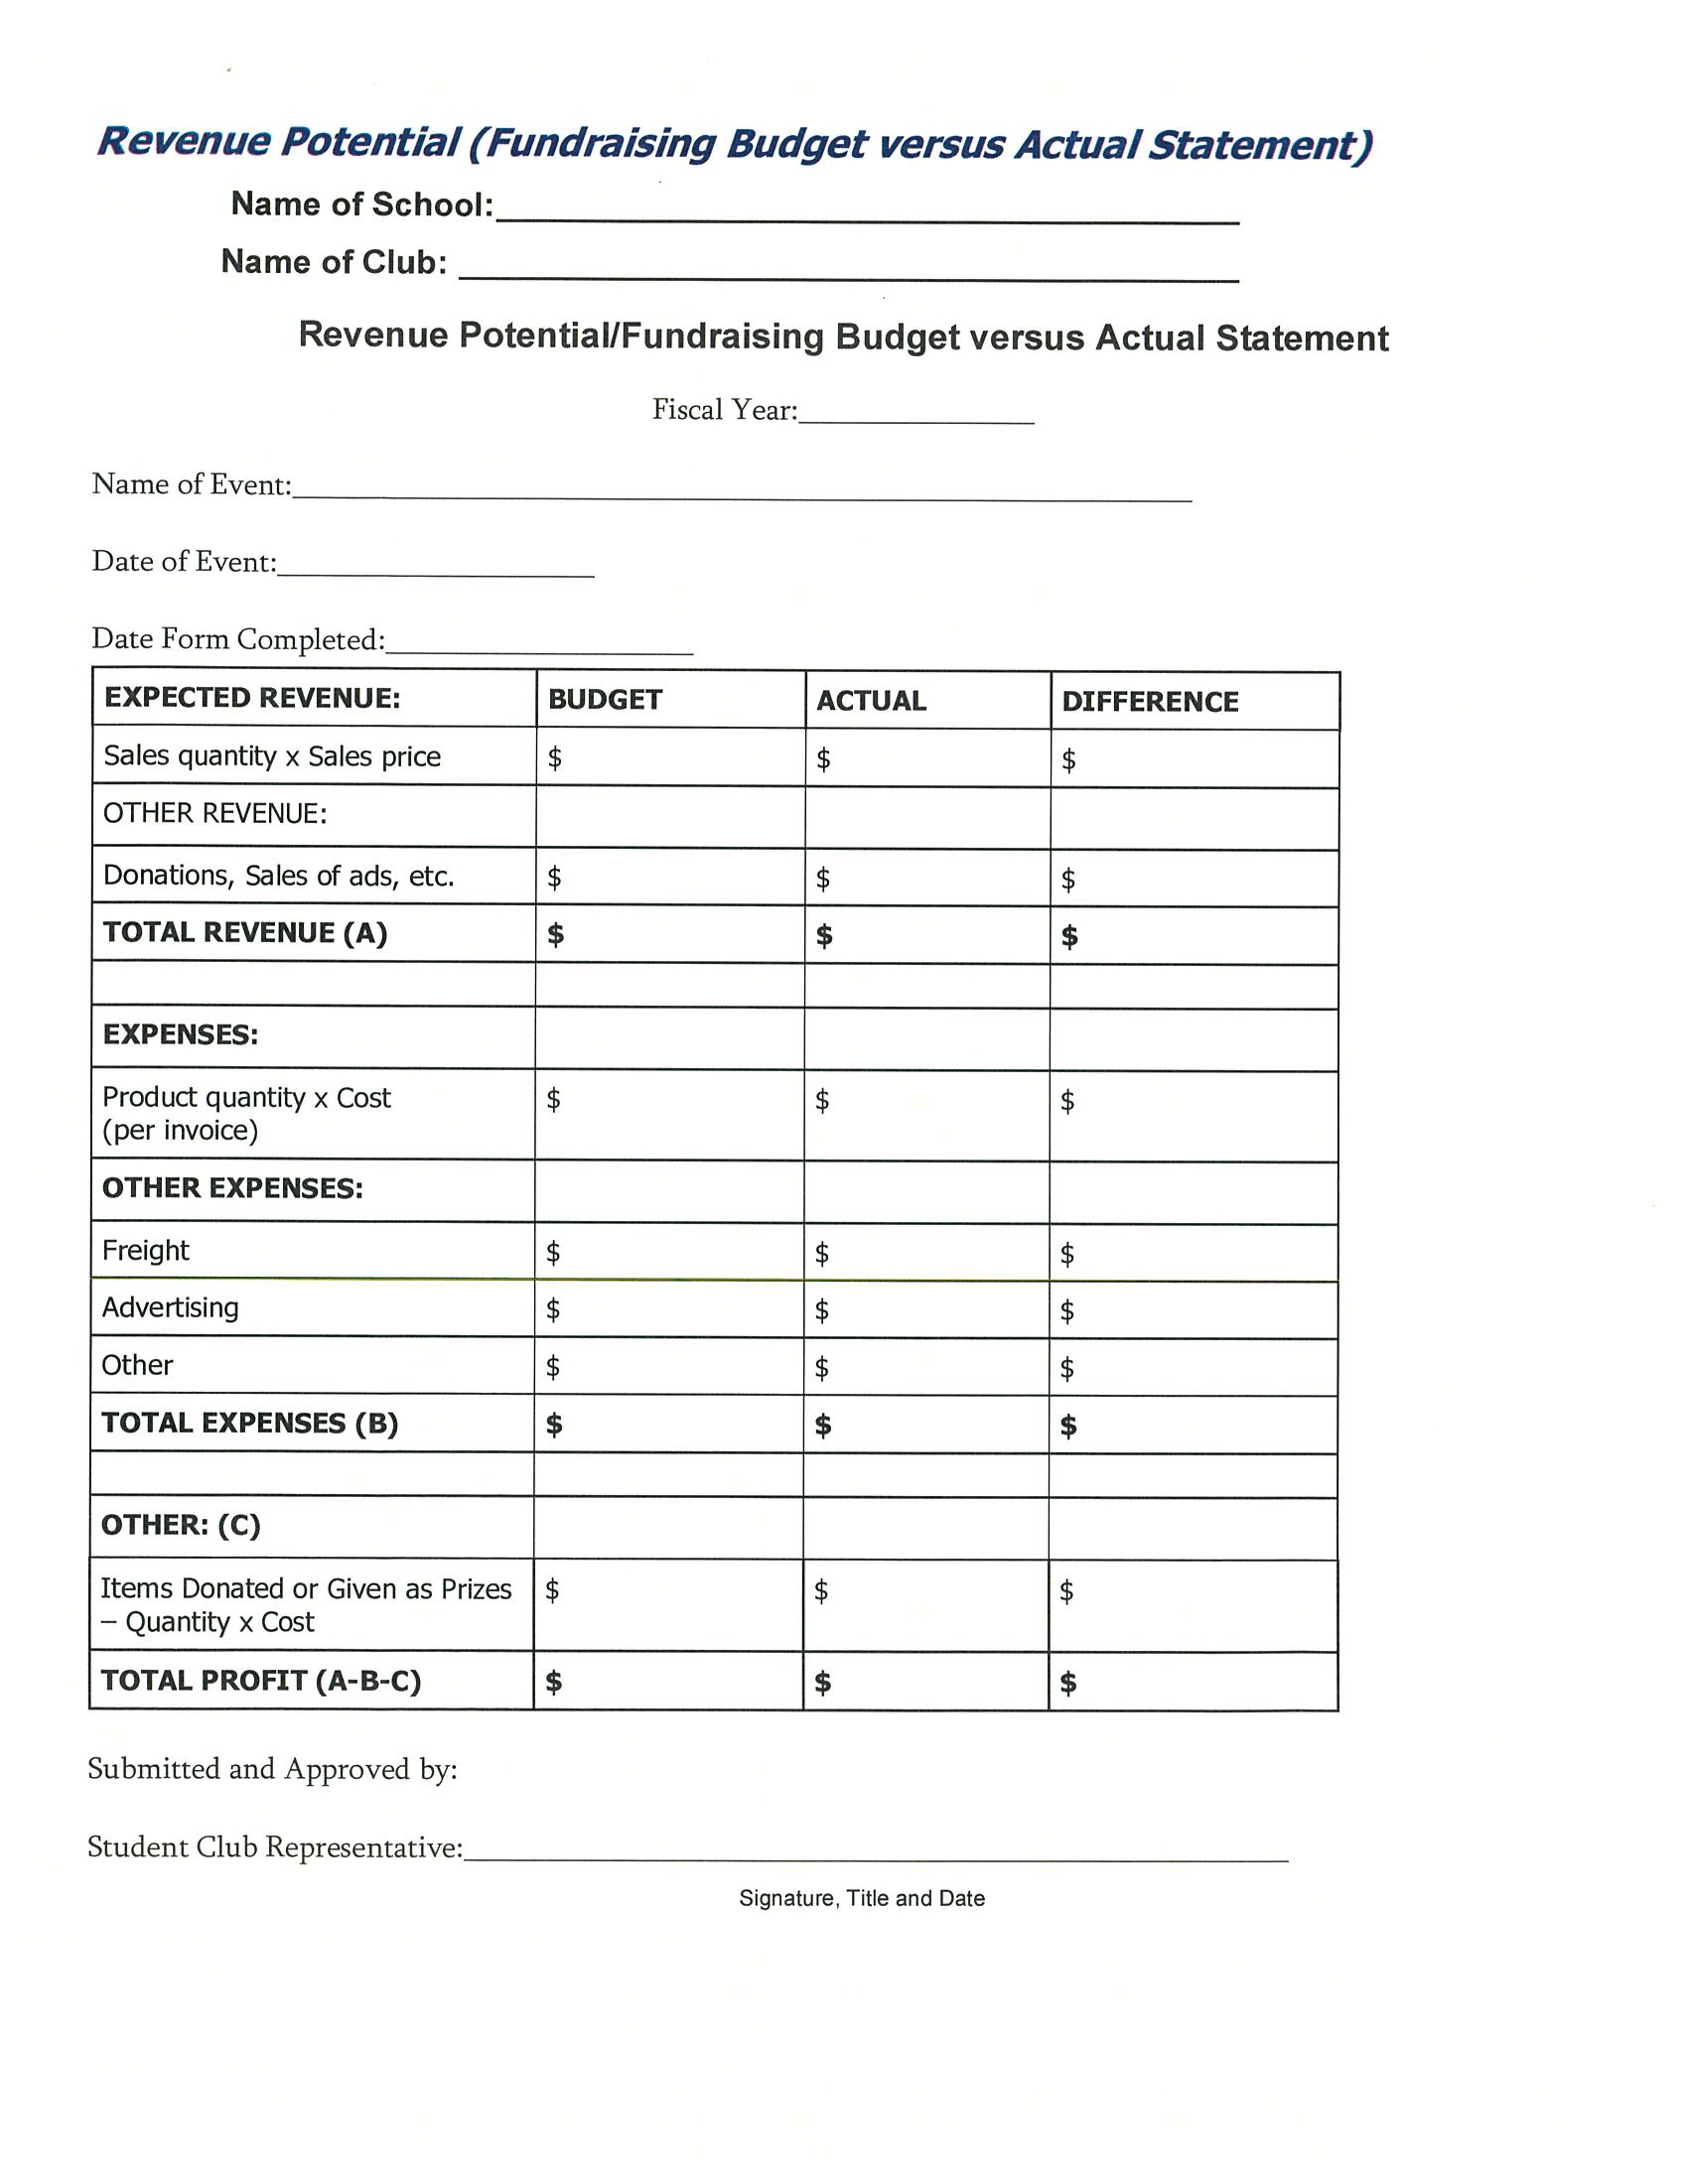 Revenue Potential (Fundraising Budget versus Actual Statement)
Name of School:
Name of Club:
Revenue Potential/Fundraising Budget versus Actual Statement
Fiscal Year:
Name of Event:
Date of Event:
Date Form Completed:
EXPECTED REVENUE: BUDGET ACTUAL DIFFERENCE
Sales quantity x Sales price $ $ $
OTHER REVENUE:
Donations, Sales of ads, etc. $ $ $
TOTAL REVENUE (A) $ $ $
EXPENSES:
Product quantity x Cost $ $ $
(per invoice)
OTHER EXPENSES:
Freight $ $ $
Advertising $ $ $
Other $ $ $
TOTAL EXPENSES (B) $ $ $
OTHER: (C)
Items Donated or Given as Prizes $ $ $
– Quantity x Cost
TOTAL PROFIT (A-B-C) $ $ $
Submitted and Approved by:
Student Club Representative:
Signature, Title and Date